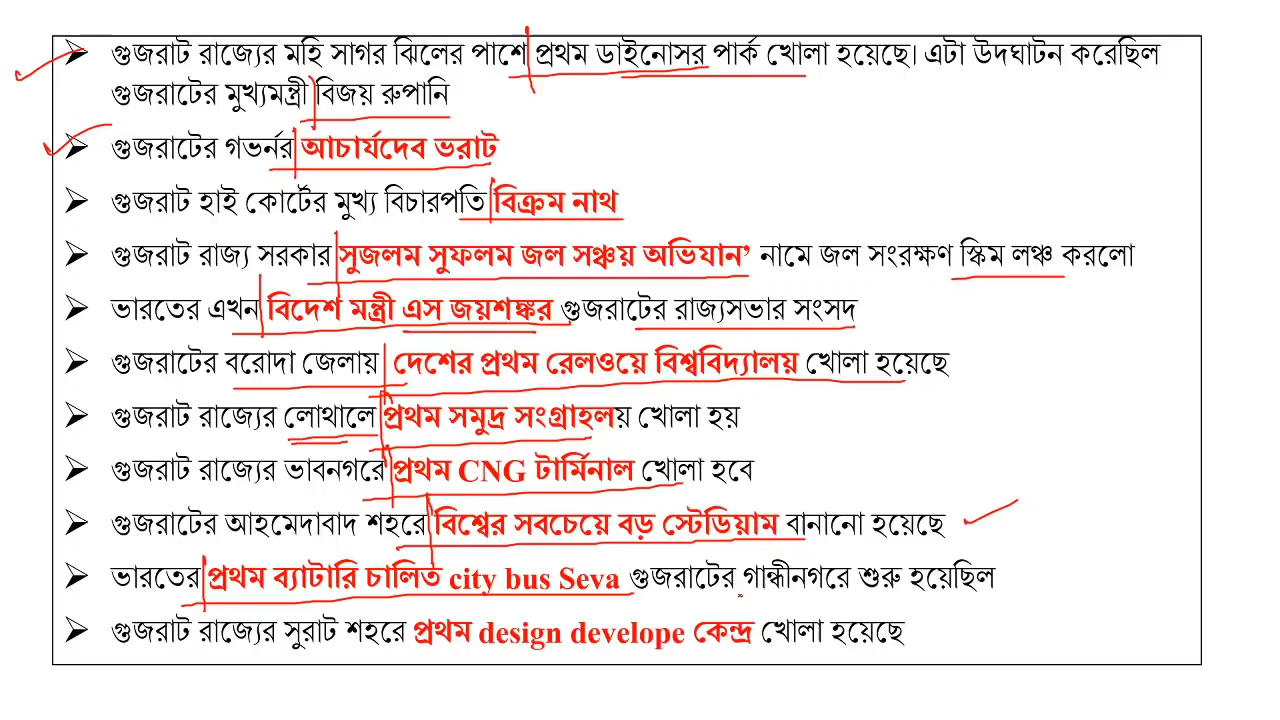 ➢ গুজরাট রাজ্যের মহি সাগর ঝিলের পাশে প্রথম ডাইনোসর পার্ক খোলা হয়েছে। এটা উদঘাটন করেছিল
গুজরাটের মুখ্যমন্ত্রী বিজয় রুপানি
➢ গুজরাটের গভর্নর আচার্যদেব ভরাট
➢ গুজরাট হাই কোর্টের মুখ্য বিচারপতি বিক্রম নাথ
➢ গুজরাট রাজ্য সরকার সুজলম সুফলম জল সঞ্চয় অভিযান’ নামে জল সংরক্ষণ স্কিম লঞ্চ করলো
➢ ভারতের এখন বিদেশ মন্ত্রী এস জয়শঙ্কর গুজরাটের রাজ্যসভার সংসদ
➢ গুজরাটের বরোদা জেলায় দেশের প্রথম রেলওয়ে বিশ্ববিদ্যালয় খোলা হয়েছে
➢ গুজরাট রাজ্যের লোথালে প্রথম সমুদ্র সংগ্রাহলয় খোলা হয়
➢ গুজরাট রাজ্যের ভাবনগরে প্রথম CNG টার্মিনাল খোলা হবে
➢ গুজরাটের আহমেদাবাদ শহরে বিশ্বের সবচেয়ে বড় স্টেডিয়াম বানানো হয়েছে
➢ ভারতের প্রথম ব্যাটারি চালিত city bus Seva গুজরাটের গান্ধীনগরে শুরু হয়েছিল
➢ গুজরাট রাজ্যের সুরাট শহরে প্রথম design develope কেন্দ্র খোলা হয়েছে